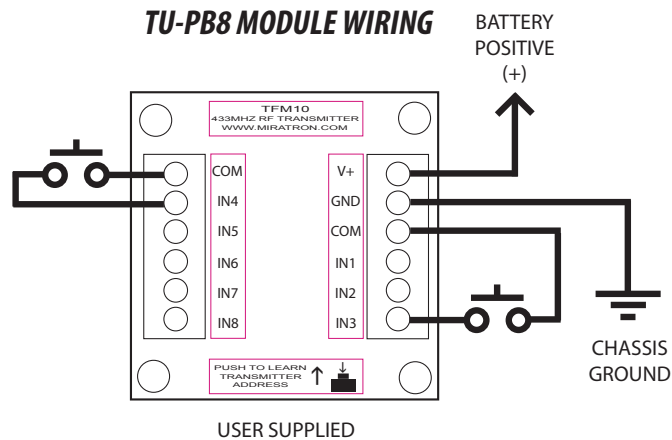 TU-PB8 MODULE WIRING
BATTERY
POSITIVE
(+)
TFM10
433MHZ RF TRANSMITTER
WWW.MIRATRON.COM
COM
IN4
IN5
IN6
IN7
IN8
V+
GND
COM
IN1
IN2
IN3
CHASSIS
GROUND
PUSH TO LEARN
TRANSMITTER
ADDRESS
USER SUPPLIED